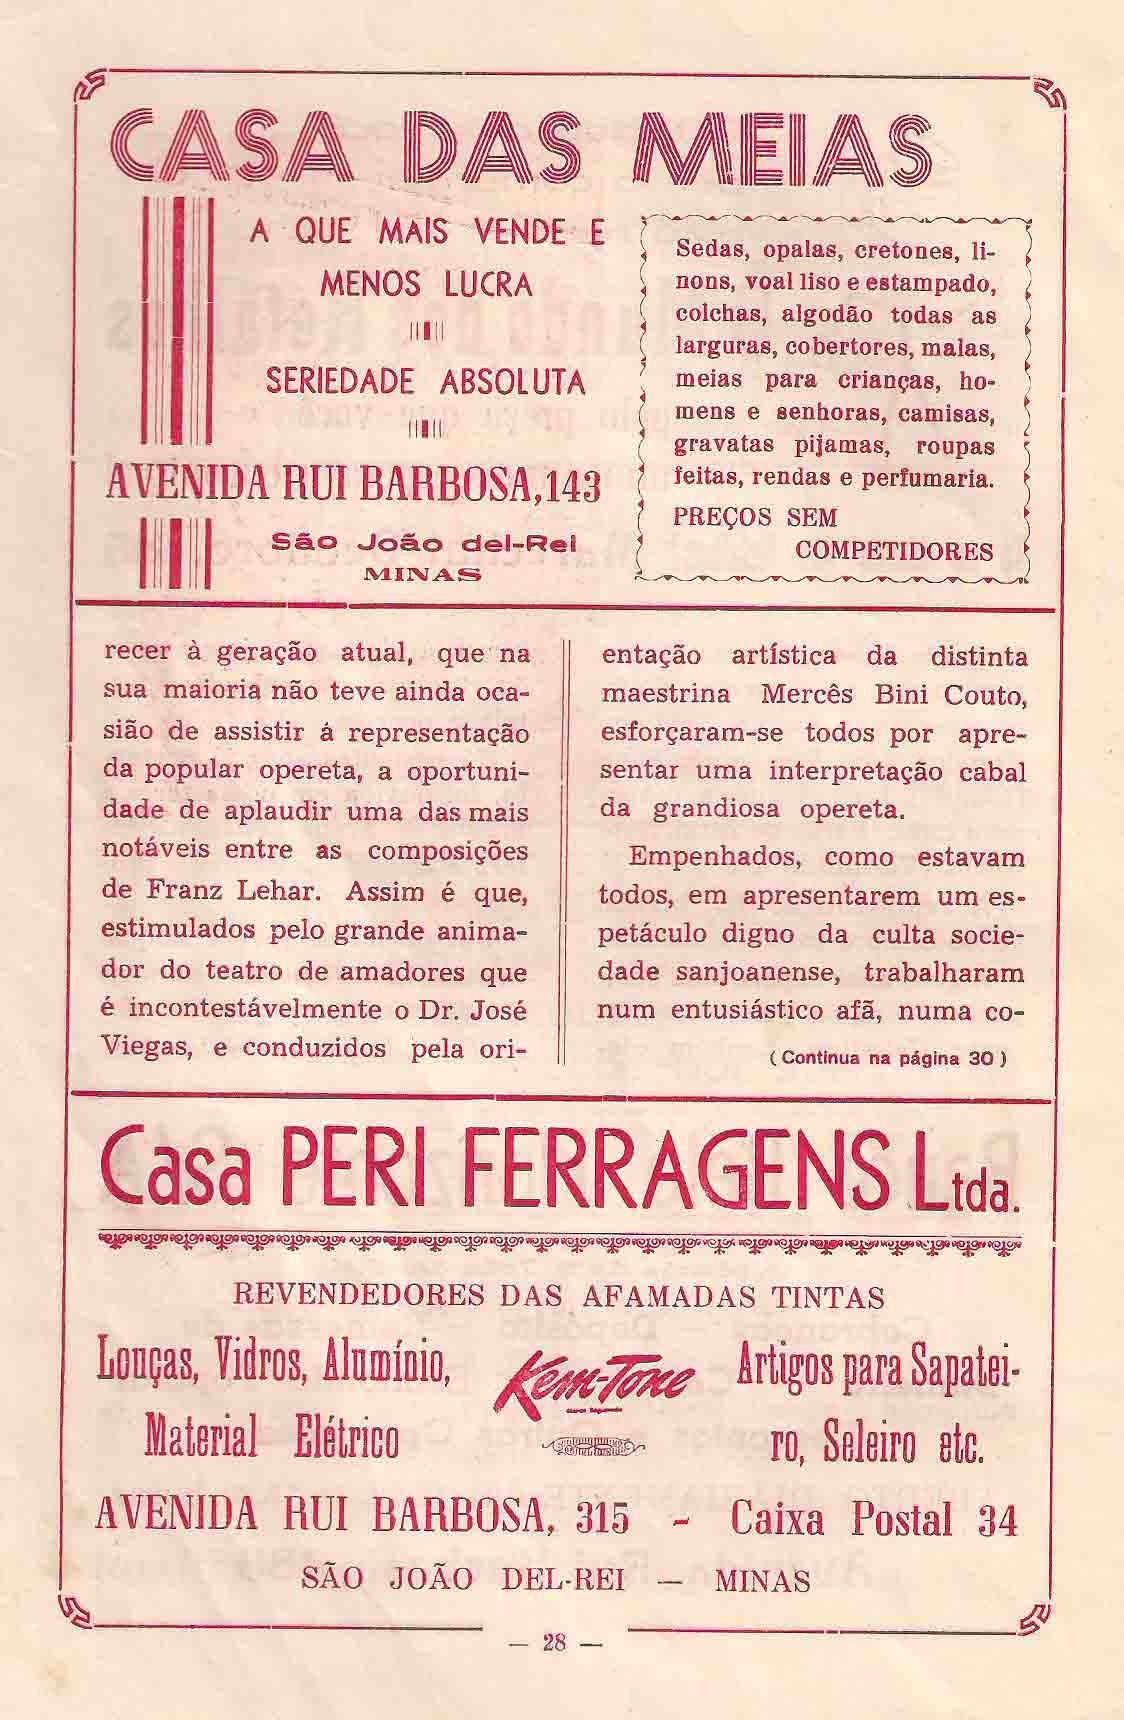 CASA DAS MEIAS
A QUE MAIS VENDE E
MENOS LUCRA
SERIEDADE ABSOLUTA
AVENIDA RUI BARBOSA, 143
São João del-Rei
MINAS
Sedas, opalas, cretones, li-
nons, voal liso e estampado,
colchas, algodão todas as
larguras, cobertores, malas,
meias para crianças, ho-
mens e senhoras, camisas,
gravatas pijamas, roupas
feitas, rendas e perfumaria.
PREÇOS SEM
COMPETIDORES
recer à geração atual, que na
sua maioria não teve ainda oca-
sião de assistir á representação
da popular opereta, a oportuni-
dade de aplaudir uma das mais
notáveis entre as composições
de Franz Lehar. Assim é que,
estimulados pelo grande anima-
dor do teatro de amadores que
é incontestávelmente o Dr. José
Viegas, e conduzidos pela ori-
entação artística da distinta
maestrina Mercês Bini Couto,
esforçaram-se todos por apre-
sentar uma interpretação cabal
da grandiosa opereta.
Empenhados, como estavam
todos, em apresentarem um es-
petáculo digno da culta socie-
dade sanjoanense, trabalharam
num entusiástico afã, numa co-
( Continua na página 30 )
Casa PERI FERRAGENS Ltda.
REVENDEDORES DAS AFAMADAS TINTAS
Louças, Vidros, Alumínio,
Material Elétrico
Kem-Tone
Artigos para Sapatei-
ro, Seleiro etc.
AVENIDA RUI BARBOSA, 315 - Caixa Postal 34
SÃO JOÃO DEL-REI — MINAS
— 28 —